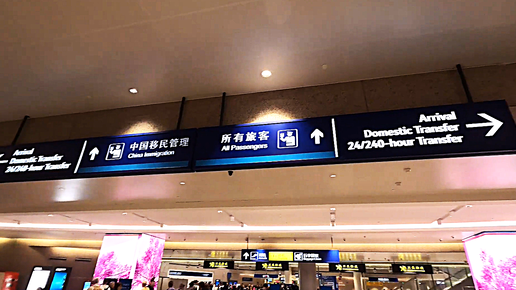 Arrival
Domestic Transfer
24/240-hour Transfer
中国移民管理
China Immigration
所有旅客
All Passengers
Arrival
Domestic Transfer
24/240-hour Transfer